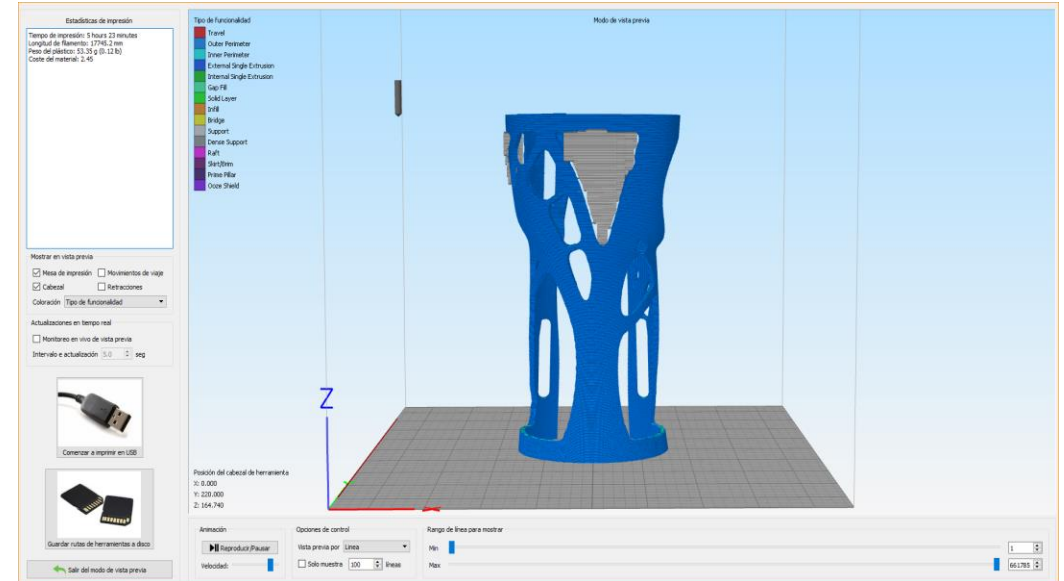 Estadísticas de impresión
Tiempo de impresión: 5 hours 23 minutes
Longitud de filamento: 17745.2 mm
Peso del plástico: 53.35 g (0.12 lb)
Coste del material: 2.45
Mostrar en vista previa
Mesa de impresión
Movimientos de viaje
Cabezal
Retracciones
Coloración Tipo de funcionalidad
Actualizaciones en tiempo real
Monitoreo en vivo de vista previa
Intervalo e actualización 5.0 seg
Comenzar a imprimir en USB
Guardar rutas de herramientas a disco
Salir del modo de vista previa
Tipo de funcionalidad
Travel
Outer Perimeter
Inner Perimeter
External Single Extrusion
Internal Single Extrusion
Gap Fill
Solid Layer
Infill
Bridge
Support
Dense Support
Raft
Skirt/Brim
Prime Pillar
Ooze Shield
Modo de vista previa
Z
Posición del cabezal de herramienta
X: 0.000
Y: 220.000
Z: 164.740
Animación
Reproducir/Pausar
Velocidad:
Opciones de control
Vista previa por Linea
Solo muestra 100 líneas
Rango de línea para mostrar
Min 1
Max 661785